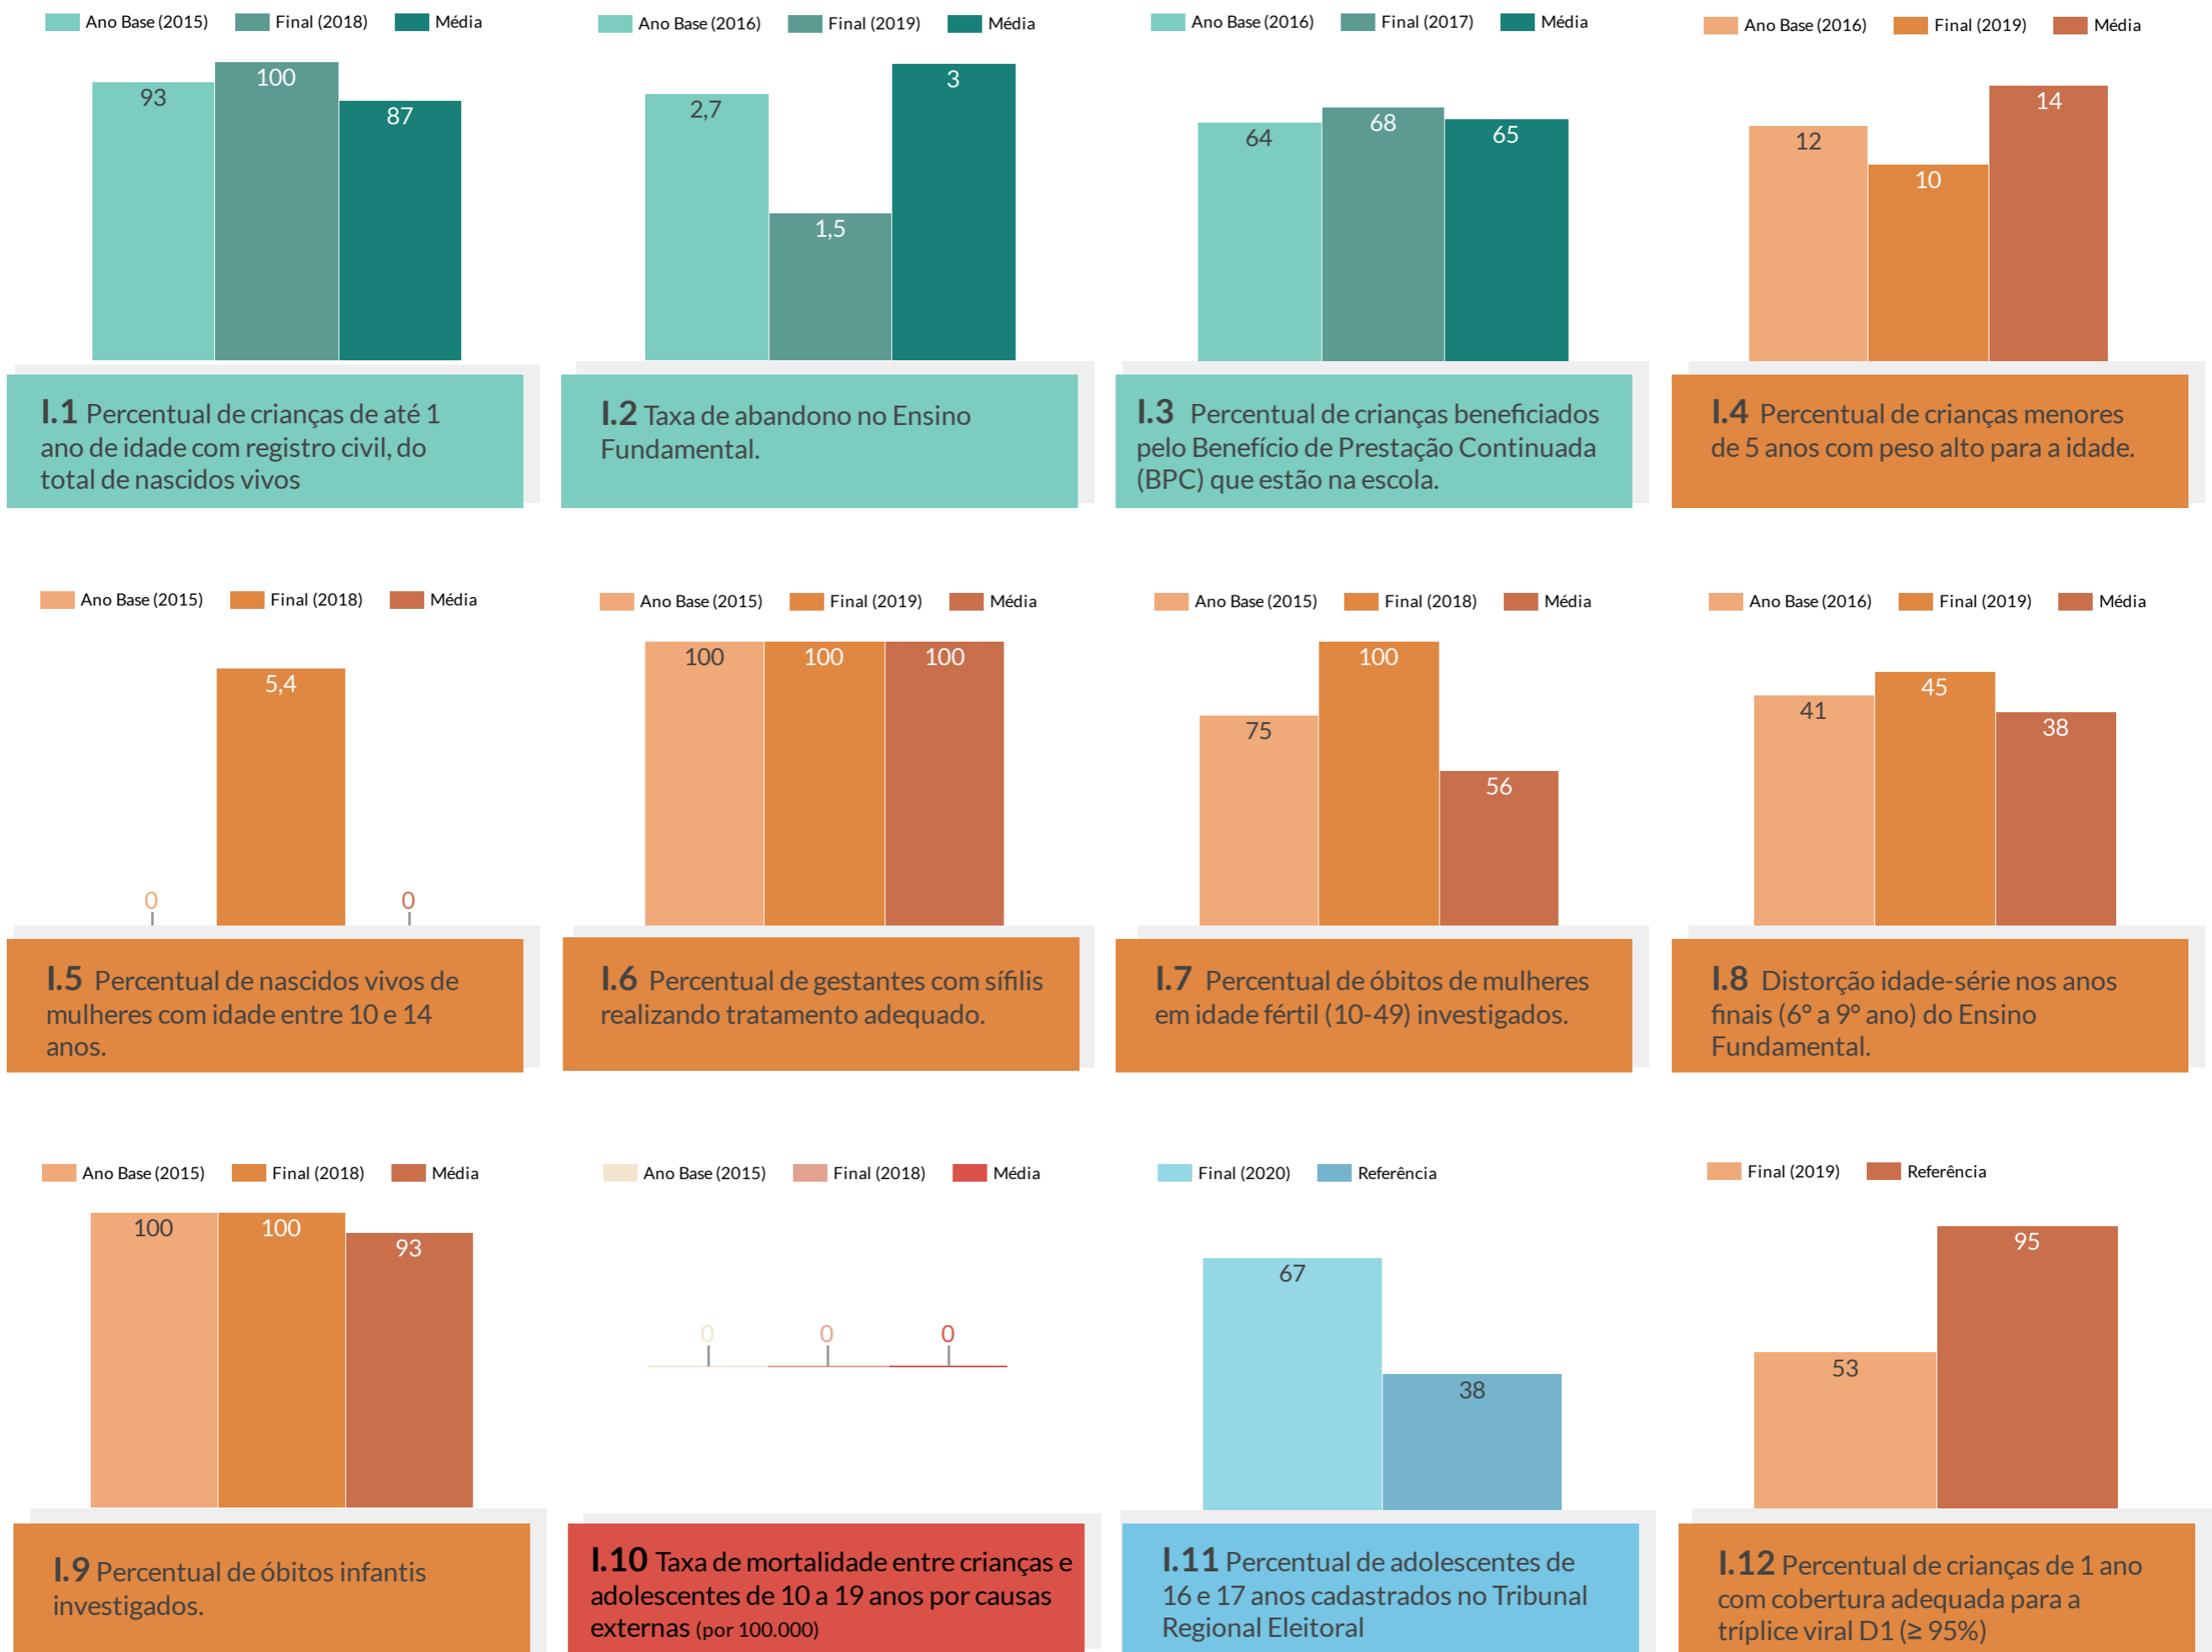 Ano Base (2015) Final (2018) Média
93
100
87
I.1 Percentual de crianças de até 1
ano de idade com registro civil, do
total de nascidos vivos
Ano Base (2016) Final (2019) Média
2,7
1,5
3
I.2 Taxa de abandono no Ensino
Fundamental.
Ano Base (2016) Final (2017) Média
64
68
65
I.3 Percentual de crianças beneficiados
pelo Benefício de Prestação Continuada
(BPC) que estão na escola.
Ano Base (2016) Final (2019) Média
12
10
14
I.4 Percentual de crianças menores
de 5 anos com peso alto para a idade.
Ano Base (2015) Final (2018) Média
0
5,4
0
I.5 Percentual de nascidos vivos de
mulheres com idade entre 10 e 14
anos.
Ano Base (2015) Final (2019) Média
100
100
100
I.6 Percentual de gestantes com sífilis
realizando tratamento adequado.
Ano Base (2015) Final (2018) Média
75
100
56
I.7 Percentual de óbitos de mulheres
em idade fértil (10-49) investigados.
Ano Base (2016) Final (2019) Média
41
45
38
I.8 Distorção idade-série nos anos
finais (6º a 9º ano) do Ensino
Fundamental.
Ano Base (2015) Final (2018) Média
100
100
93
I.9 Percentual de óbitos infantis
investigados.
Ano Base (2015) Final (2018) Média
0
0
0
I.10 Taxa de mortalidade entre crianças e
adolescentes de 10 a 19 anos por causas
externas (por 100.000)
Final (2020) Referência
67
38
I.11 Percentual de adolescentes de
16 e 17 anos cadastrados no Tribunal
Regional Eleitoral
Final (2019) Referência
53
95
I.12 Percentual de crianças de 1 ano
com cobertura adequada para a
tríplice viral D1 (≥ 95%)